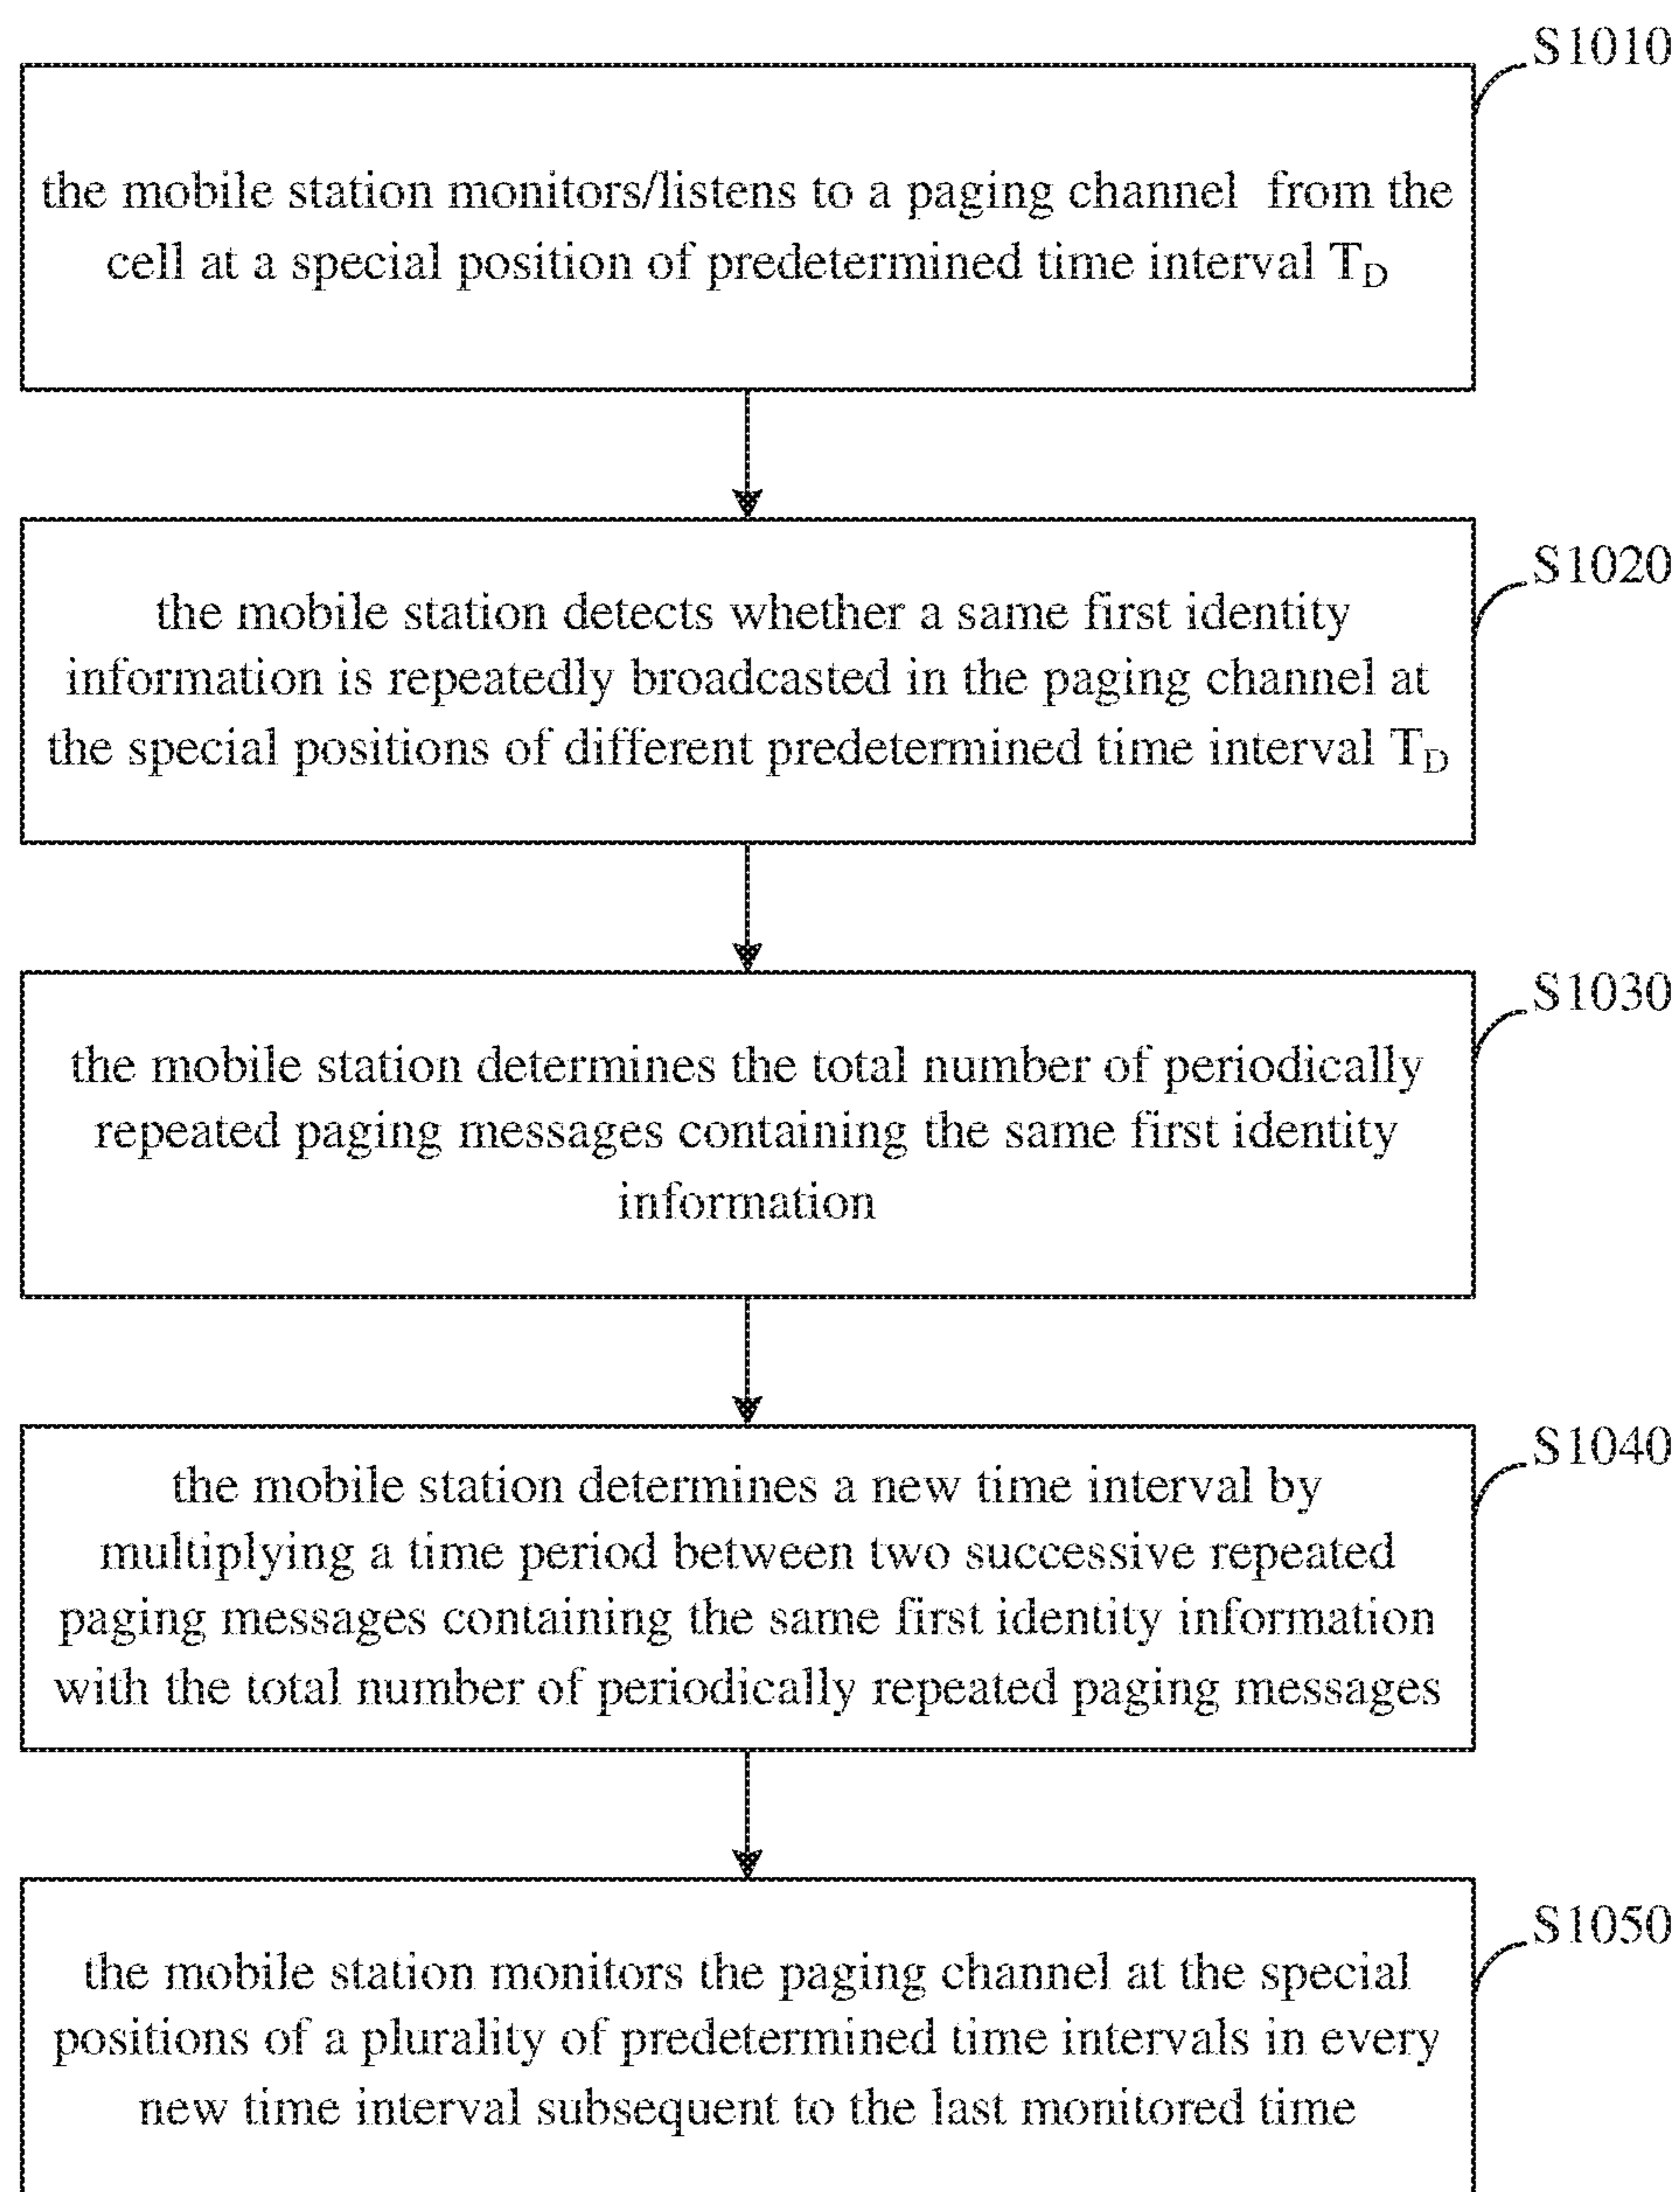 S1010
the mobile station monitors/listens to a paging channel from the
cell at a special position of predetermined time interval TD
S1020
the mobile station detects whether a same first identity
information is repeatedly broadcasted in the paging channel at
the special positions of different predetermined time interval TD
S1030
the mobile station determines the total number of periodically
repeated paging messages containing the same first identity
information
S1040
the mobile station determines a new time interval by
multiplying a time period between two successive repeated
paging messages containing the same first identity information
with the total number of periodically repeated paging messages
S1050
the mobile station monitors the paging channel at the special
positions of a plurality of predetermined time intervals in every
new time interval subsequent to the last monitored time